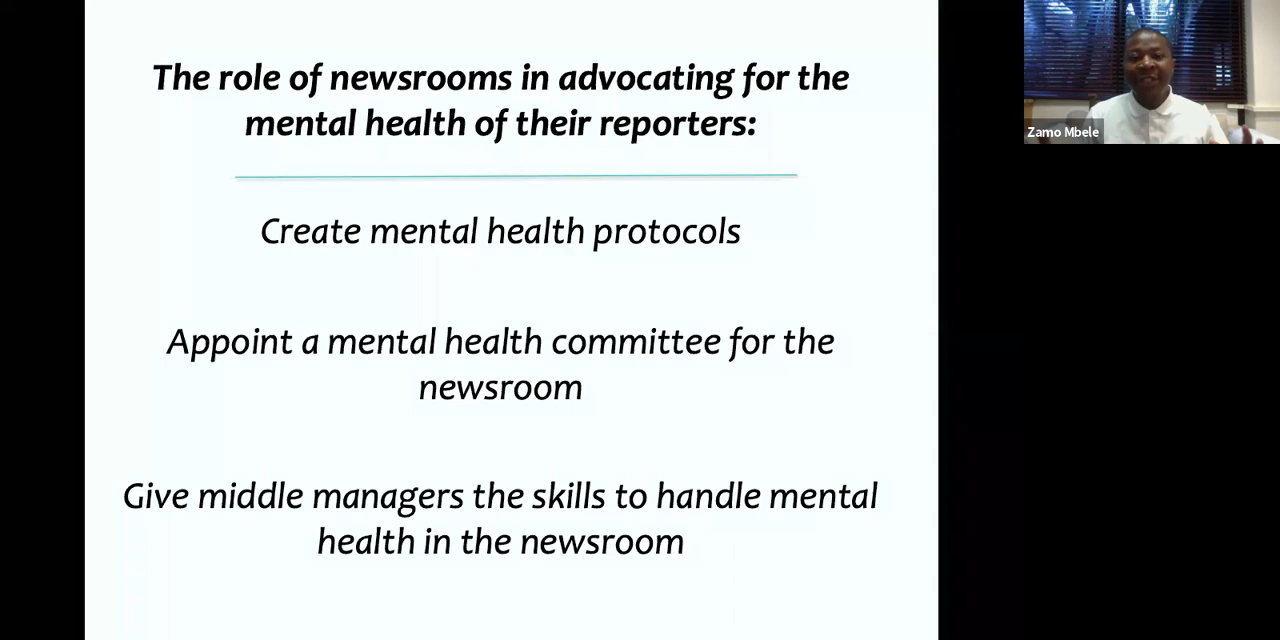 The role of newsrooms in advocating for the
mental health of their reporters:
Create mental health protocols
Appoint a mental health committee for the
newsroom
Give middle managers the skills to handle mental
health in the newsroom
Zamo Mbele